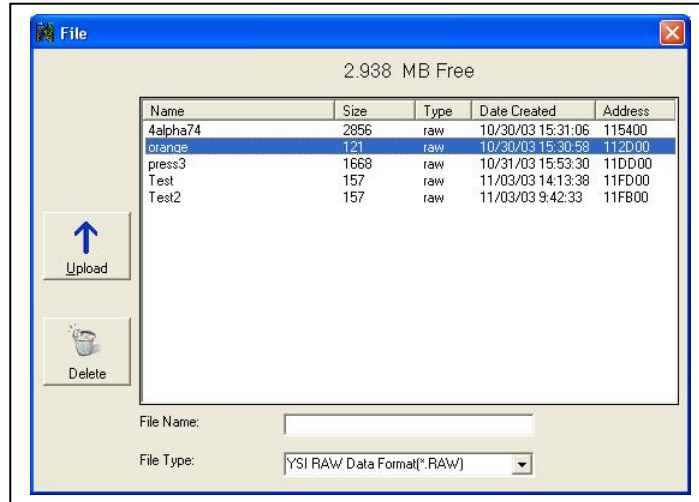 File
2.938 MB Free
Name Size Type Date Created Address
4alpha74 2856 raw 10/30/03 15:31:06 115400
orange 121 raw 10/30/03 15:30:58 112D00
press3 1668 raw 10/31/03 15:53:30 11DD00
Test 157 raw 11/03/03 14:13:38 11FD00
Test2 157 raw 11/03/03 9:42:33 11FB00
Upload
Delete
File Name:
File Type: YSI RAW Data Format(*.RAW)